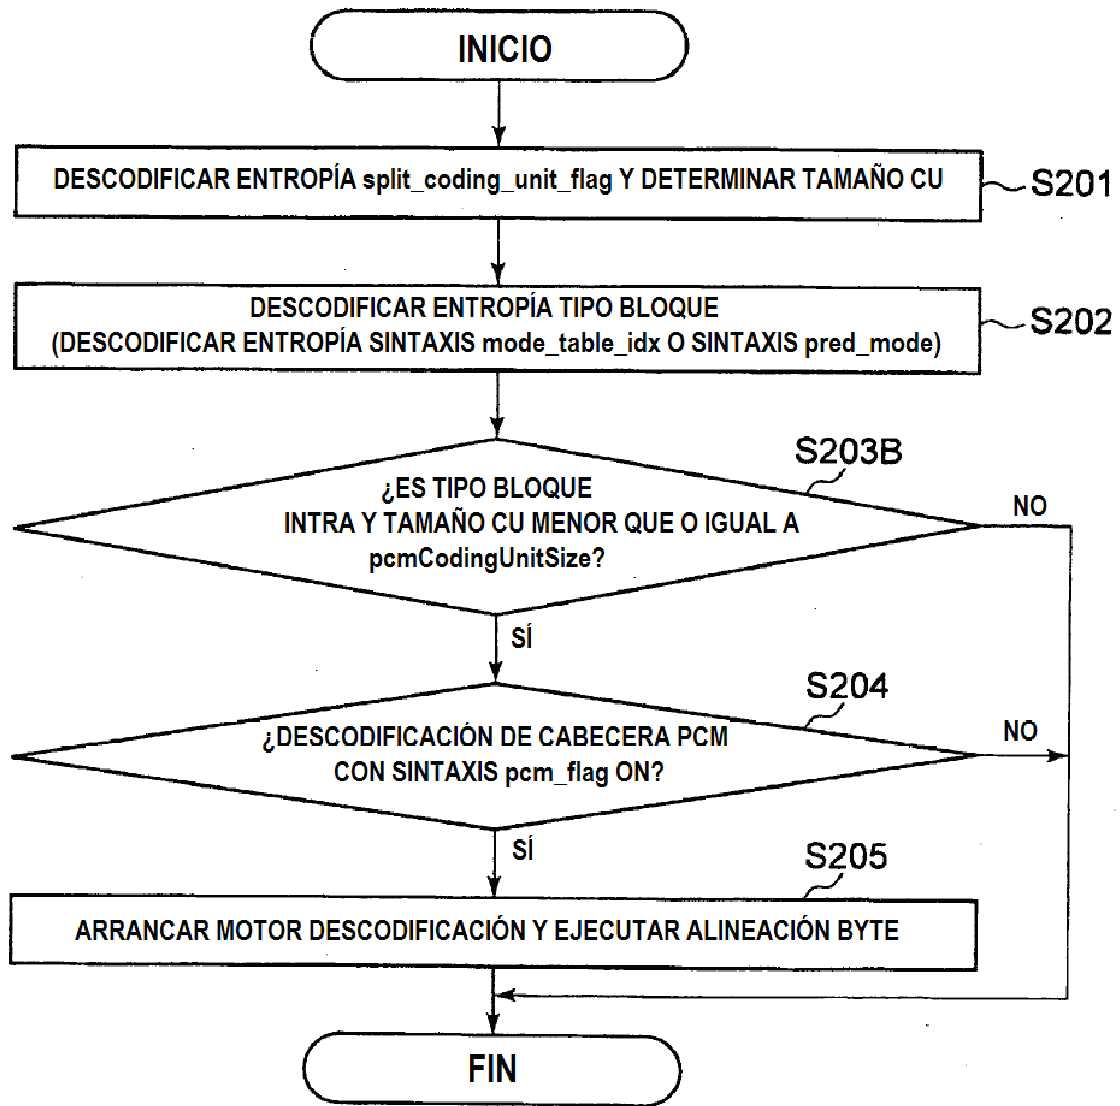 INICIO
DESCODIFICAR ENTROPÍA split_coding_unit_flag Y DETERMINAR TAMAÑO CU
S201
DESCODIFICAR ENTROPÍA TIPO BLOQUE
(DESCODIFICAR ENTROPÍA SINTAXIS mode_table_idx O SINTAXIS pred_mode)
S202
S203B
¿ES TIPO BLOQUE
INTRA Y TAMAÑO CU MENOR QUE O IGUAL A
pcmCodingUnitSize?
NO
SÍ
S204
¿DESCODIFICACIÓN DE CABECERA PCM
CON SINTAXIS pcm_flag ON?
NO
SÍ
S205
ARRANCAR MOTOR DESCODIFICACIÓN Y EJECUTAR ALINEACIÓN BYTE
FIN